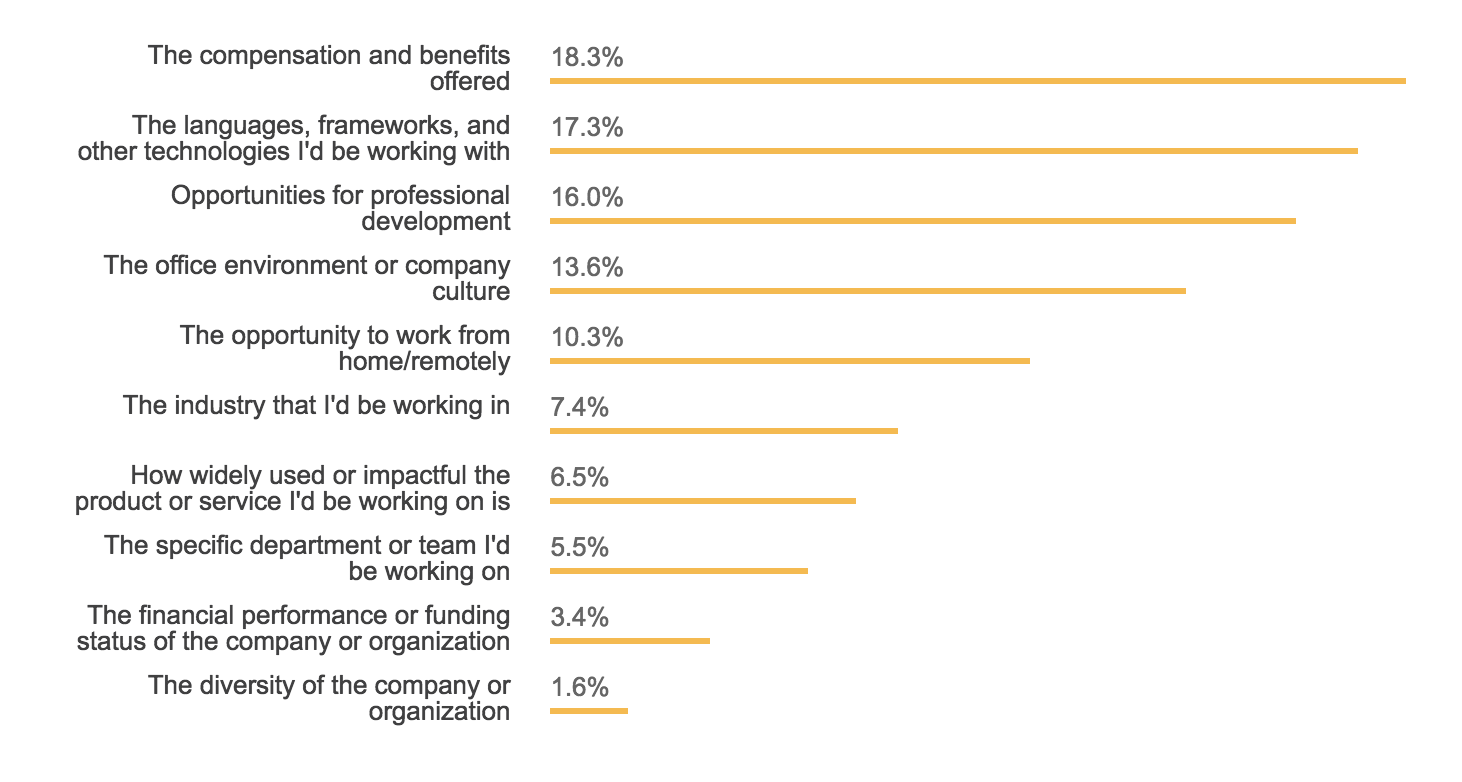 The compensation and benefits
offered
18.3%
The languages, frameworks, and
other technologies I'd be working with
17.3%
Opportunities for professional
development
16.0%
The office environment or company
culture
13.6%
The opportunity to work from
home/remotely
10.3%
The industry that I'd be working in
7.4%
How widely used or impactful the
product or service I'd be working on is
6.5%
The specific department or team I'd
be working on
5.5%
The financial performance or funding
status of the company or organization
3.4%
The diversity of the company or
organization
1.6%